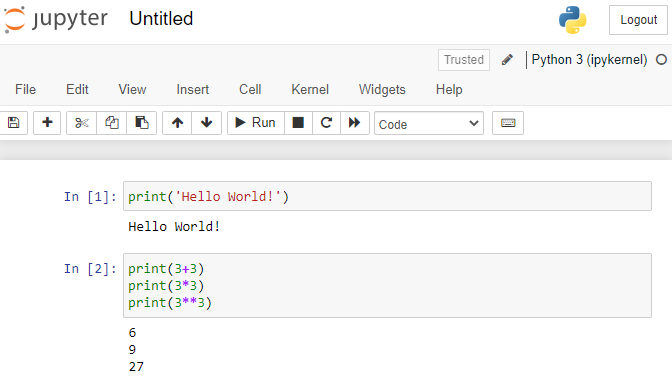 jupyter Untitled
Logout
Trusted Python 3 (ipykernel)
File Edit View Insert Cell Kernel Widgets Help
Run Code
In [1]: print('Hello World!')
Hello World!
In [2]: print(3+3)
print(3*3)
print(3**3)
6
9
27